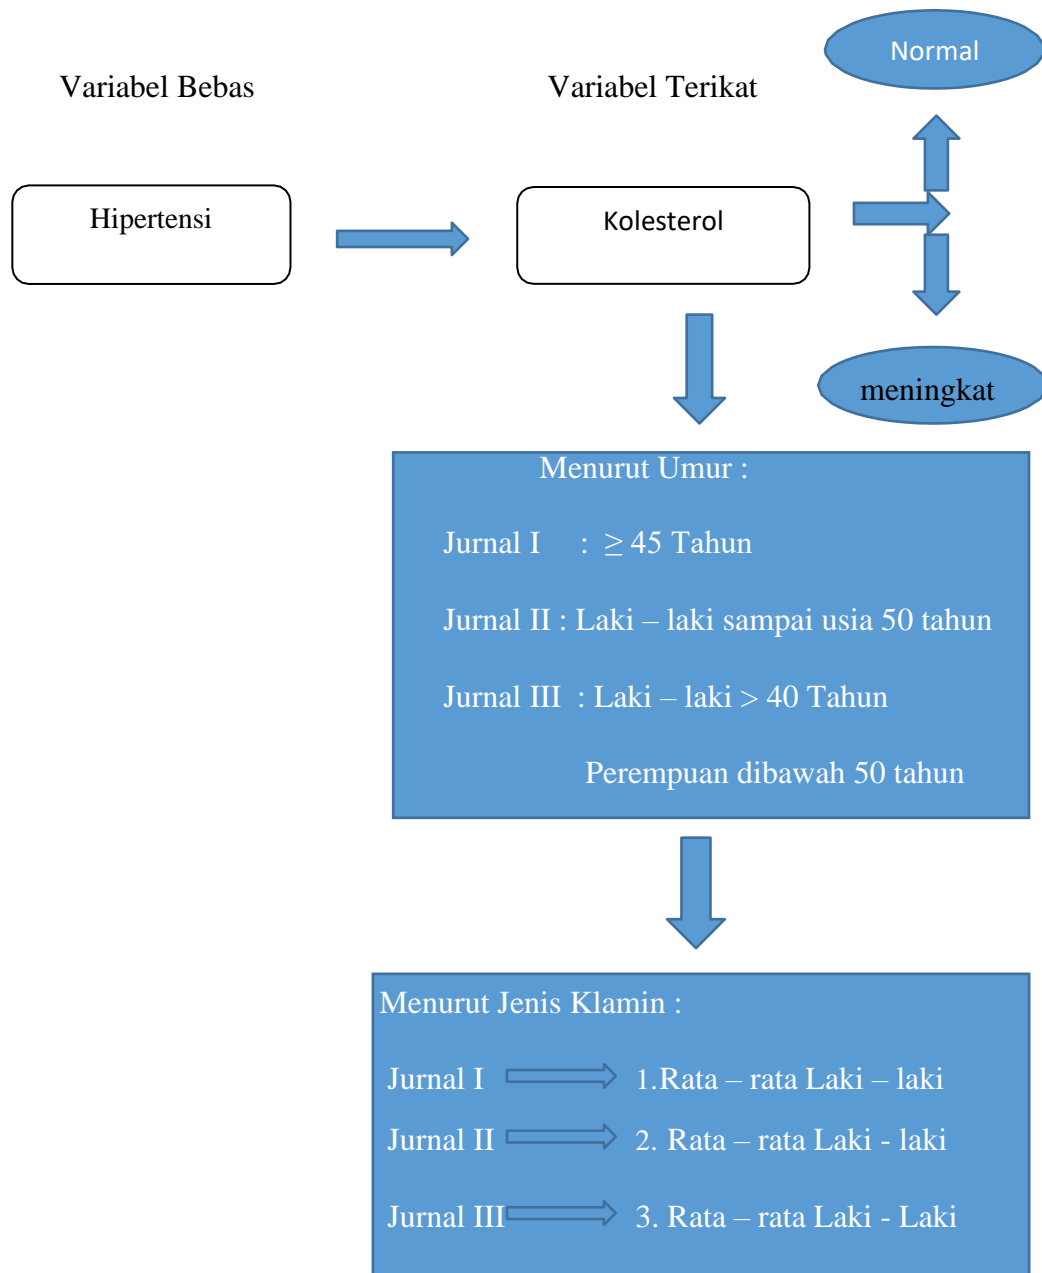 Normal
Variabel Bebas
Variabel Terikat
Hipertensi
Kolesterol
meningkat
Menurut Umur :
Jurnal I : ≥ 45 Tahun
Jurnal II : Laki – laki sampai usia 50 tahun
Jurnal III : Laki – laki > 40 Tahun
Perempuan dibawah 50 tahun
Menurut Jenis Klamin :
Jurnal I 1.Rata – rata Laki – laki
Jurnal II 2. Rata – rata Laki - laki
Jurnal III 3. Rata – rata Laki - Laki